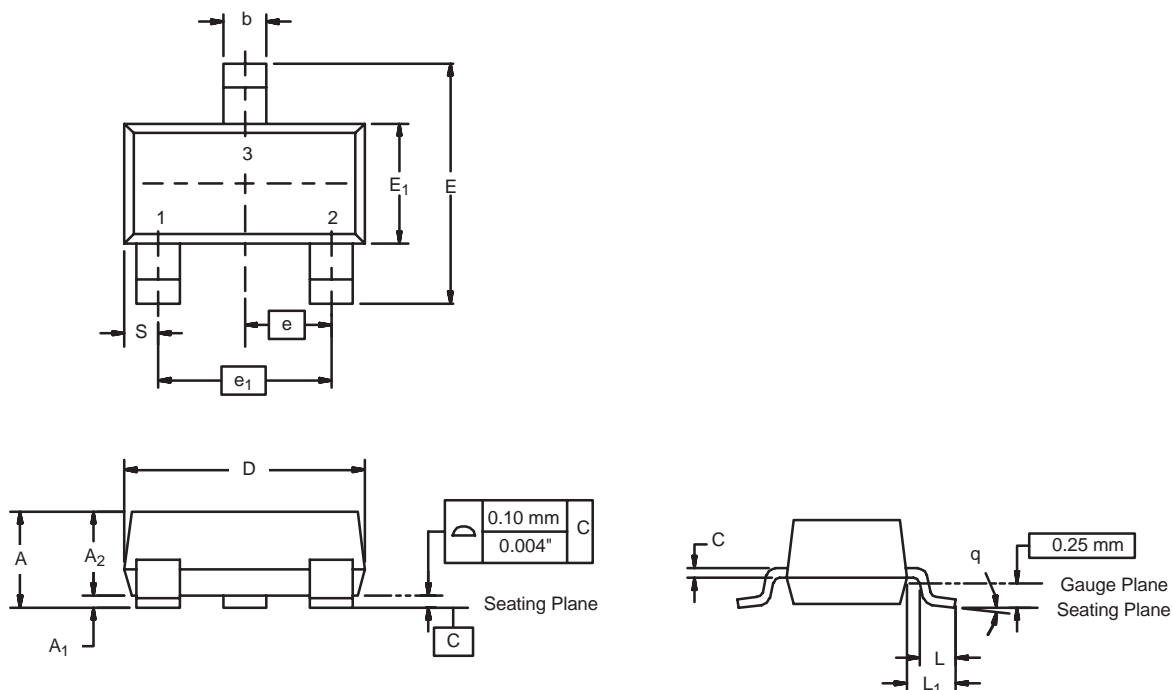 b
3
E₁
E
1
2
S
e
e₁
D
0.10 mm
C
0.004"
A
A₂
Seating Plane
A₁
C
C
q
0.25 mm
Gauge Plane
Seating Plane
L
L₁